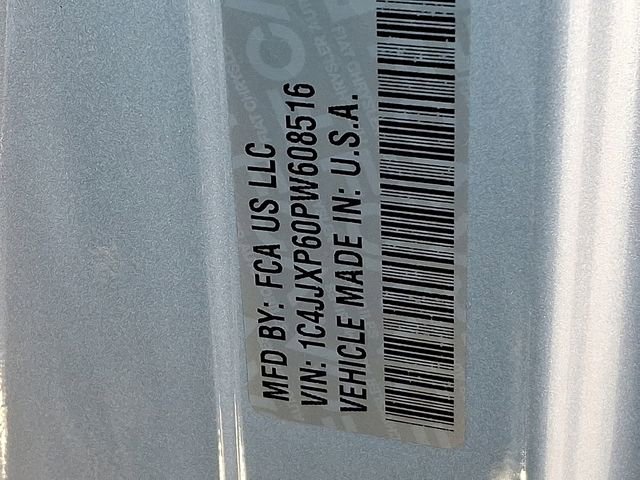 MFD BY: FCA US LLC
VIN: 1C4JJXP60PW608516
VEHICLE MADE IN: U.S.A.